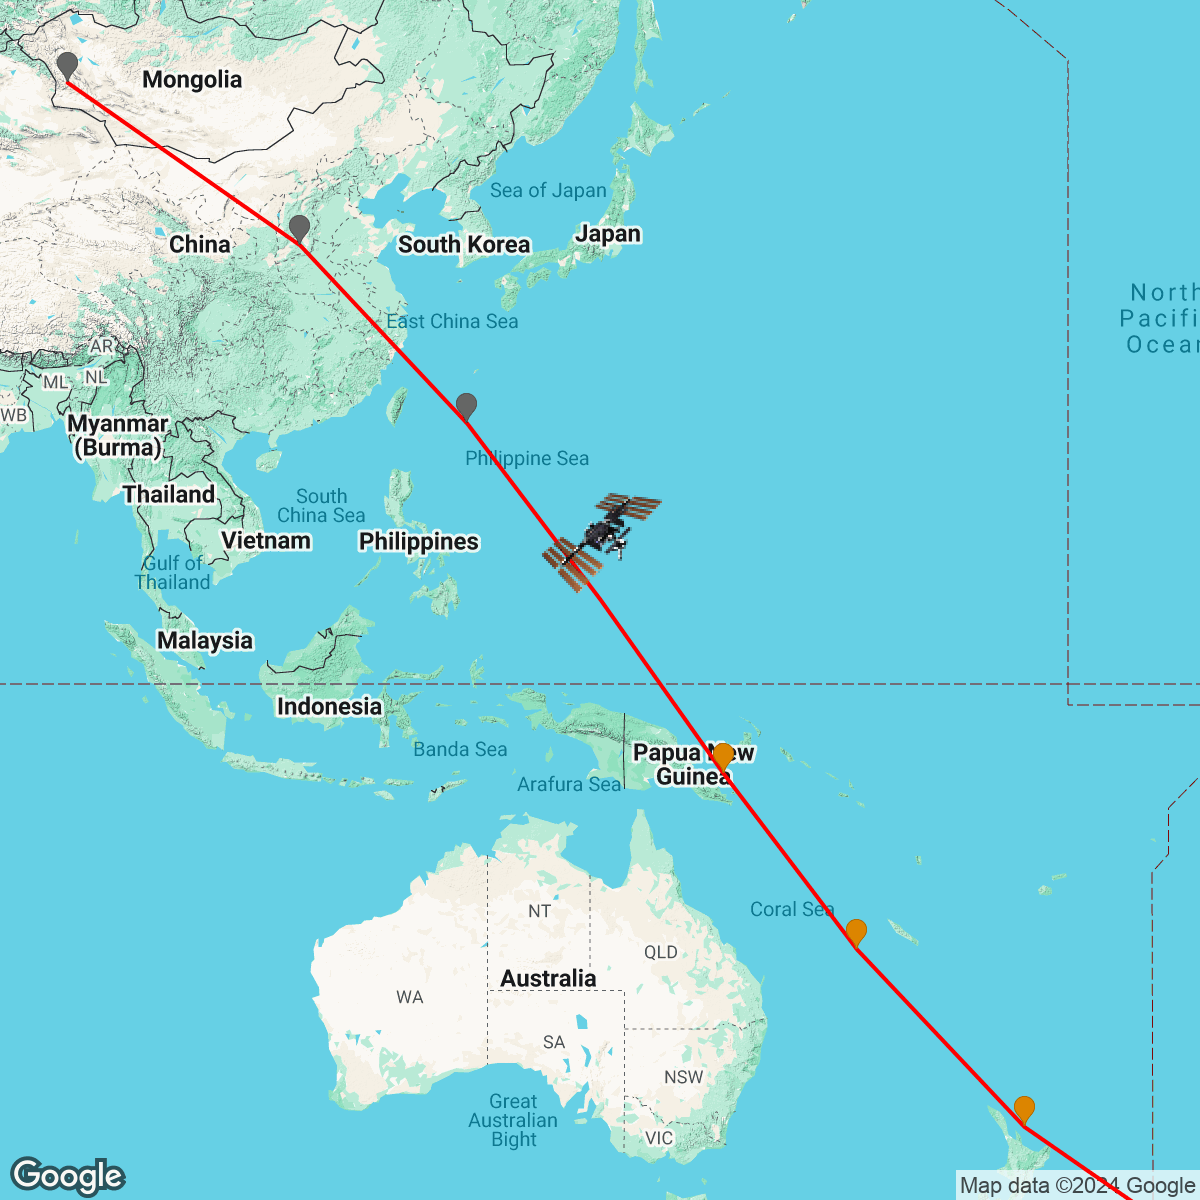 Mongolia
Sea of Japan
Japan
South Korea
China
North
Pacifi
Ocean
East China Sea
AR
ML
NL
WB
Myanmar
(Burma)
Philippine Sea
Thailand
South
China Sea
Vietnam
Philippines
Gulf of
Thailand
Malaysia
Indonesia
Banda Sea
Papua New
Guinea
Arafura Sea
Coral Sea
NT
QLD
Australia
WA
SA
NSW
Great
Australian
Bight
VIC
Google
Map data ©2024 Google